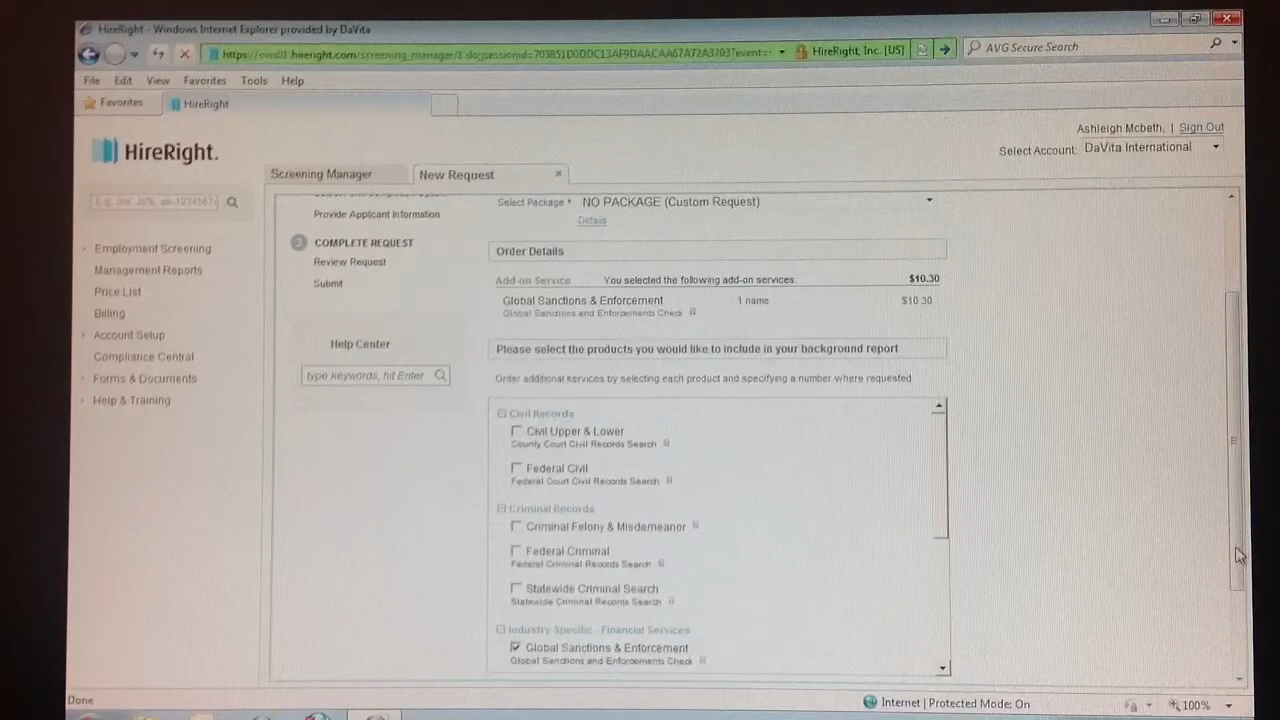 HireRight - Windows Internet Explorer provided by DaVita
HireRight, Inc. [US]
AVG Secure Search
File Edit View Favorites Tools Help
Favorites
HireRight
Ashleigh Mcbeth, | Sign Out
HireRight.
Select Account: DaVita International
Screening Manager
New Request
Select Package * NO PACKAGE (Custom Request)
Details
Provide Applicant Information
3 COMPLETE REQUEST
Review Request
Submit
Help Center
type keywords, hit Enter
Employment Screening
Management Reports
Price List
Billing
Account Setup
Compliance Central
Forms & Documents
Help & Training
Order Details
Add-on Service You selected the following add-on services $10.30
Global Sanctions & Enforcement 1 name $10.30
Global Sanctions and Enforcements Check
Please select the products you would like to include in your background report
Order additional services by selecting each product and specifying a number where requested
Civil Records
Civil Upper & Lower
County Court Civil Records Search
Federal Civil
Federal Court Civil Records Search
Criminal Records
Criminal Felony & Misdemeanor
Federal Criminal
Federal Criminal Records Search
Statewide Criminal Search
Statewide Criminal Records Search
Industry Specific - Financial Services
Global Sanctions & Enforcement
Global Sanctions and Enforcements Check
Done
Internet | Protected Mode: On
100%